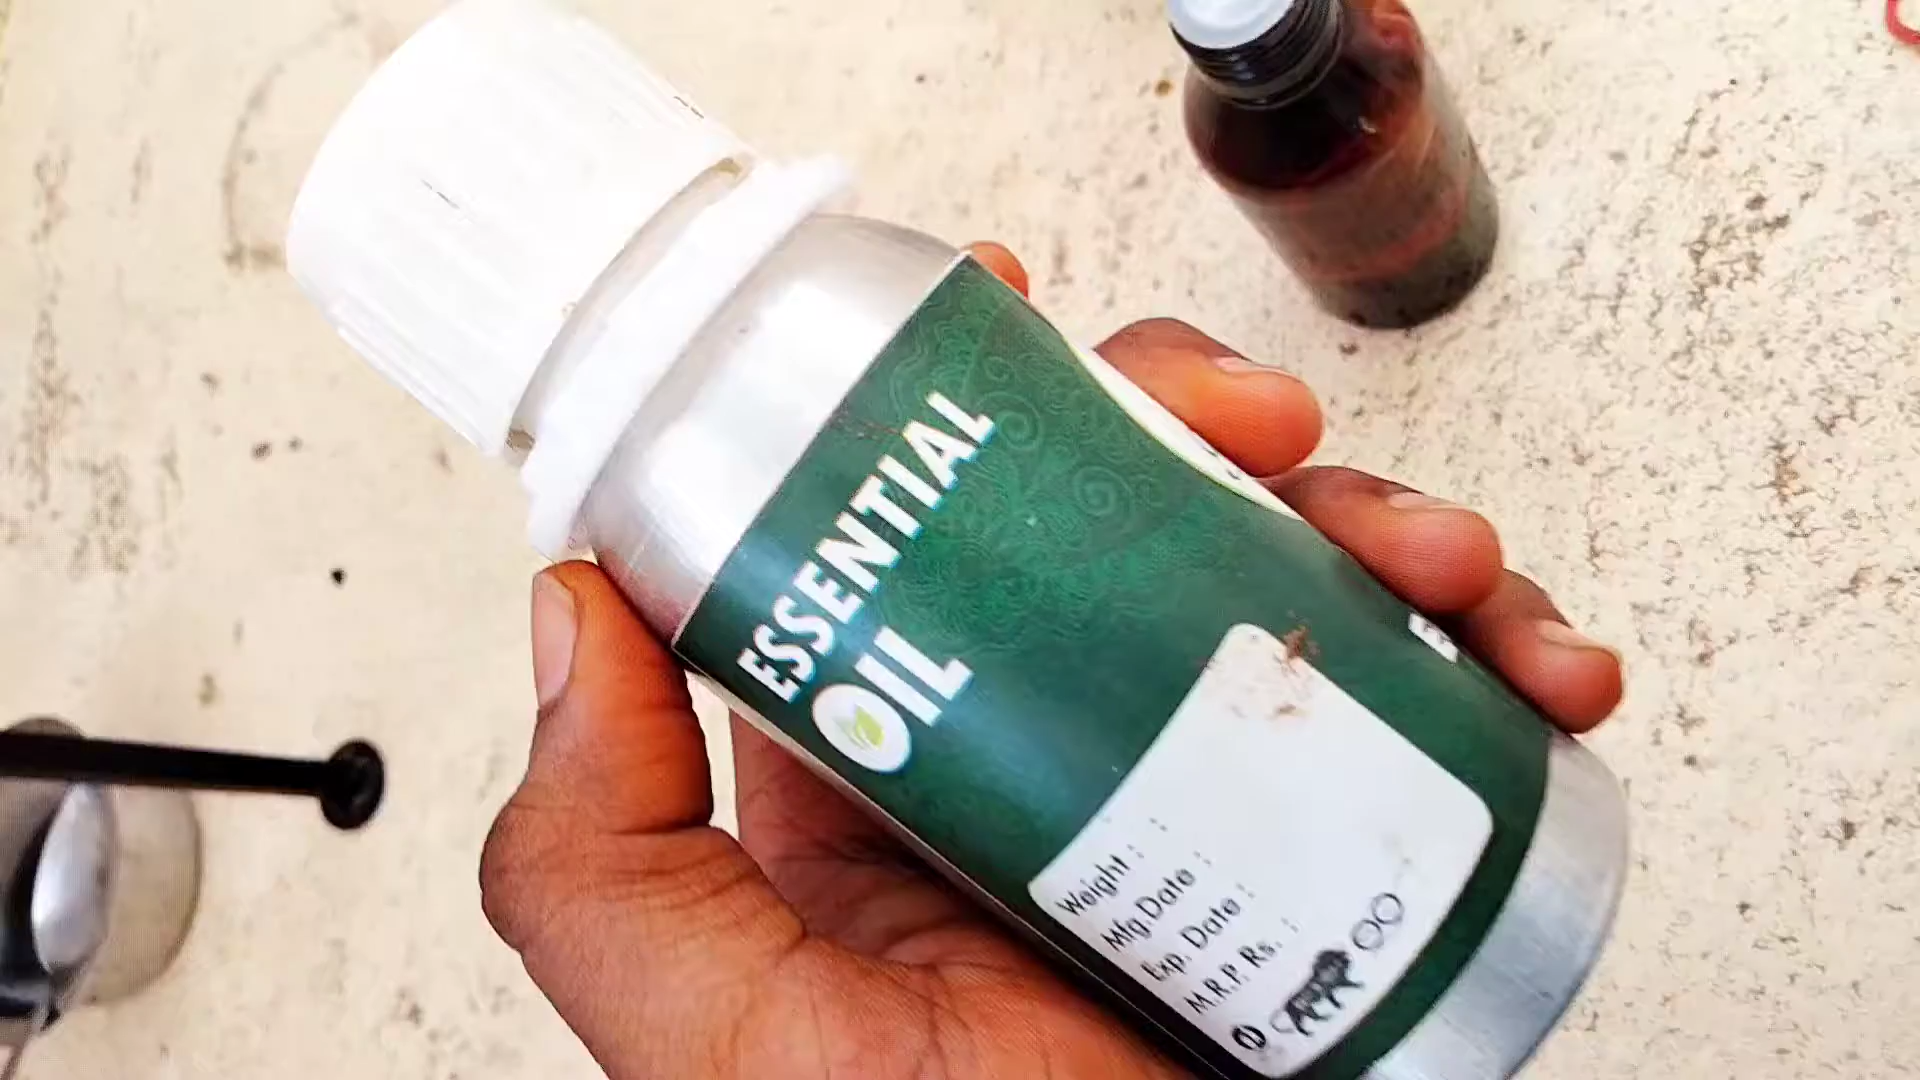 ESSENTIAL
OIL
Weight :
Mfg.Date :
Exp. Date :
M.R.P. Rs. :